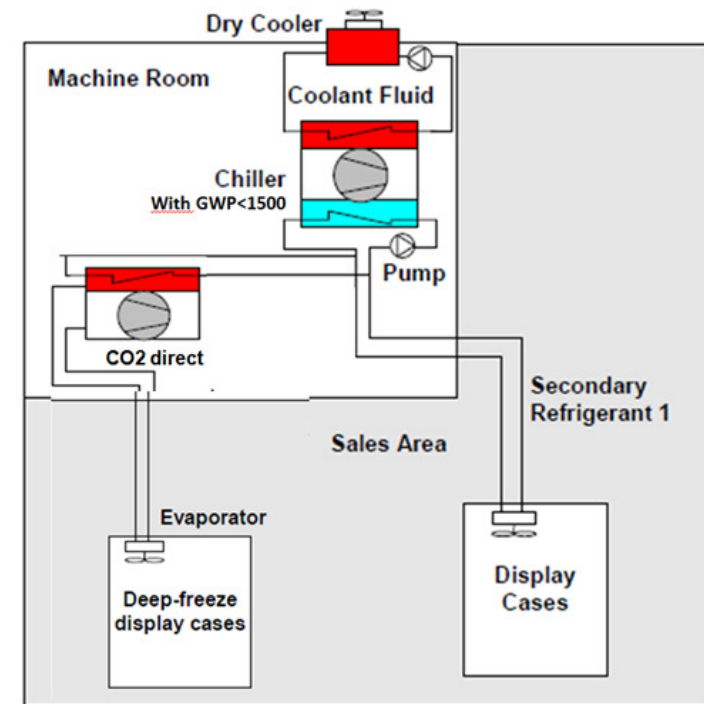 Dry Cooler
Machine Room
Coolant Fluid
Chiller
With GWP<1500
Pump
CO2 direct
Secondary
Refrigerant 1
Sales Area
Evaporator
Deep-freeze
display cases
Display
Cases